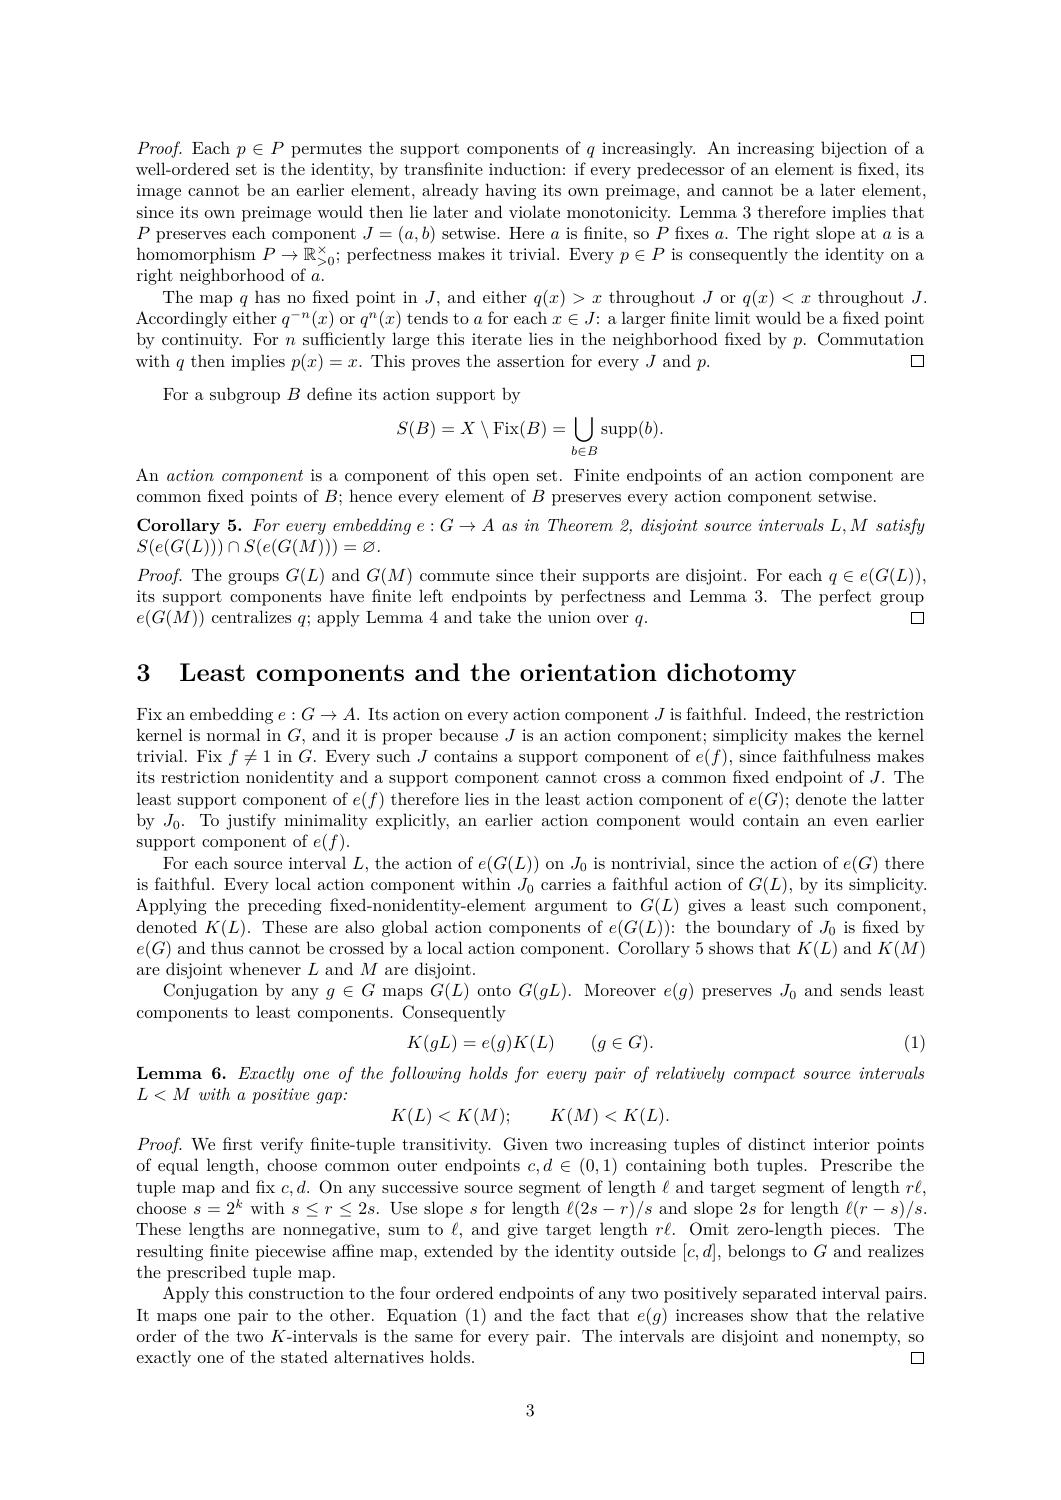 Proof. Each p ∈ P permutes the support components of q increasingly. An increasing bijection of a
well-ordered set is the identity, by transfinite induction: if every predecessor of an element is fixed, its
image cannot be an earlier element, already having its own preimage, and cannot be a later element,
since its own preimage would then lie later and violate monotonicity. Lemma 3 therefore implies that
P preserves each component J = (a, b) setwise. Here a is finite, so P fixes a. The right slope at a is a
homomorphism P → ℝ^×_{>0}; perfectness makes it trivial. Every p ∈ P is consequently the identity on a
right neighborhood of a.
The map q has no fixed point in J, and either q(x) > x throughout J or q(x) < x throughout J.
Accordingly either q^{−n}(x) or q^n(x) tends to a for each x ∈ J: a larger finite limit would be a fixed point
by continuity. For n sufficiently large this iterate lies in the neighborhood fixed by p. Commutation
with q then implies p(x) = x. This proves the assertion for every J and p. □
For a subgroup B define its action support by
S(B) = X \ Fix(B) = ⋃_{b∈B} supp(b).
An action component is a component of this open set. Finite endpoints of an action component are
common fixed points of B; hence every element of B preserves every action component setwise.
Corollary 5. For every embedding e : G → A as in Theorem 2, disjoint source intervals L, M satisfy
S(e(G(L))) ∩ S(e(G(M))) = ∅.
Proof. The groups G(L) and G(M) commute since their supports are disjoint. For each q ∈ e(G(L)),
its support components have finite left endpoints by perfectness and Lemma 3. The perfect group
e(G(M)) centralizes q; apply Lemma 4 and take the union over q. □
3 Least components and the orientation dichotomy
Fix an embedding e : G → A. Its action on every action component J is faithful. Indeed, the restriction
kernel is normal in G, and it is proper because J is an action component; simplicity makes the kernel
trivial. Fix f ≠ 1 in G. Every such J contains a support component of e(f), since faithfulness makes
its restriction nonidentity and a support component cannot cross a common fixed endpoint of J. The
least support component of e(f) therefore lies in the least action component of e(G); denote the latter
by J_0. To justify minimality explicitly, an earlier action component would contain an even earlier
support component of e(f).
For each source interval L, the action of e(G(L)) on J_0 is nontrivial, since the action of e(G) there
is faithful. Every local action component within J_0 carries a faithful action of G(L), by its simplicity.
Applying the preceding fixed-nonidentity-element argument to G(L) gives a least such component,
denoted K(L). These are also global action components of e(G(L)): the boundary of J_0 is fixed by
e(G) and thus cannot be crossed by a local action component. Corollary 5 shows that K(L) and K(M)
are disjoint whenever L and M are disjoint.
Conjugation by any g ∈ G maps G(L) onto G(gL). Moreover e(g) preserves J_0 and sends least
components to least components. Consequently
K(gL) = e(g)K(L) (g ∈ G). (1)
Lemma 6. Exactly one of the following holds for every pair of relatively compact source intervals
L < M with a positive gap:
K(L) < K(M); K(M) < K(L).
Proof. We first verify finite-tuple transitivity. Given two increasing tuples of distinct interior points
of equal length, choose common outer endpoints c, d ∈ (0, 1) containing both tuples. Prescribe the
tuple map and fix c, d. On any successive source segment of length ℓ and target segment of length rℓ,
choose s = 2^k with s ≤ r ≤ 2s. Use slope s for length ℓ(2s − r)/s and slope 2s for length ℓ(r − s)/s.
These lengths are nonnegative, sum to ℓ, and give target length rℓ. Omit zero-length pieces. The
resulting finite piecewise affine map, extended by the identity outside [c, d], belongs to G and realizes
the prescribed tuple map.
Apply this construction to the four ordered endpoints of any two positively separated interval pairs.
It maps one pair to the other. Equation (1) and the fact that e(g) increases show that the relative
order of the two K-intervals is the same for every pair. The intervals are disjoint and nonempty, so
exactly one of the stated alternatives holds. □
3